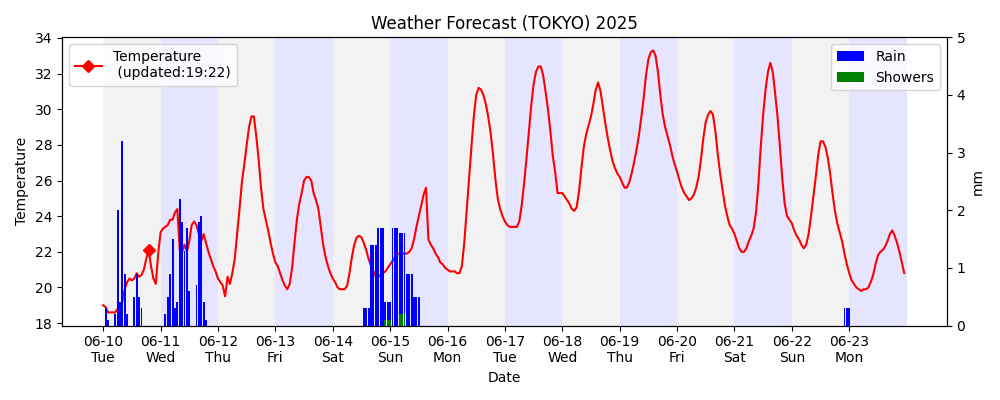 Weather Forecast (TOKYO) 2025
Temperature
(updated:19:22)
Rain
Showers
34
32
30
28
26
24
22
20
18
Temperature
5
4
3
2
1
0
mm
06-10 06-11 06-12 06-13 06-14 06-15 06-16 06-17 06-18 06-19 06-20 06-21 06-22 06-23
Tue Wed Thu Fri Sat Sun Mon Tue Wed Thu Fri Sat Sun Mon
Date